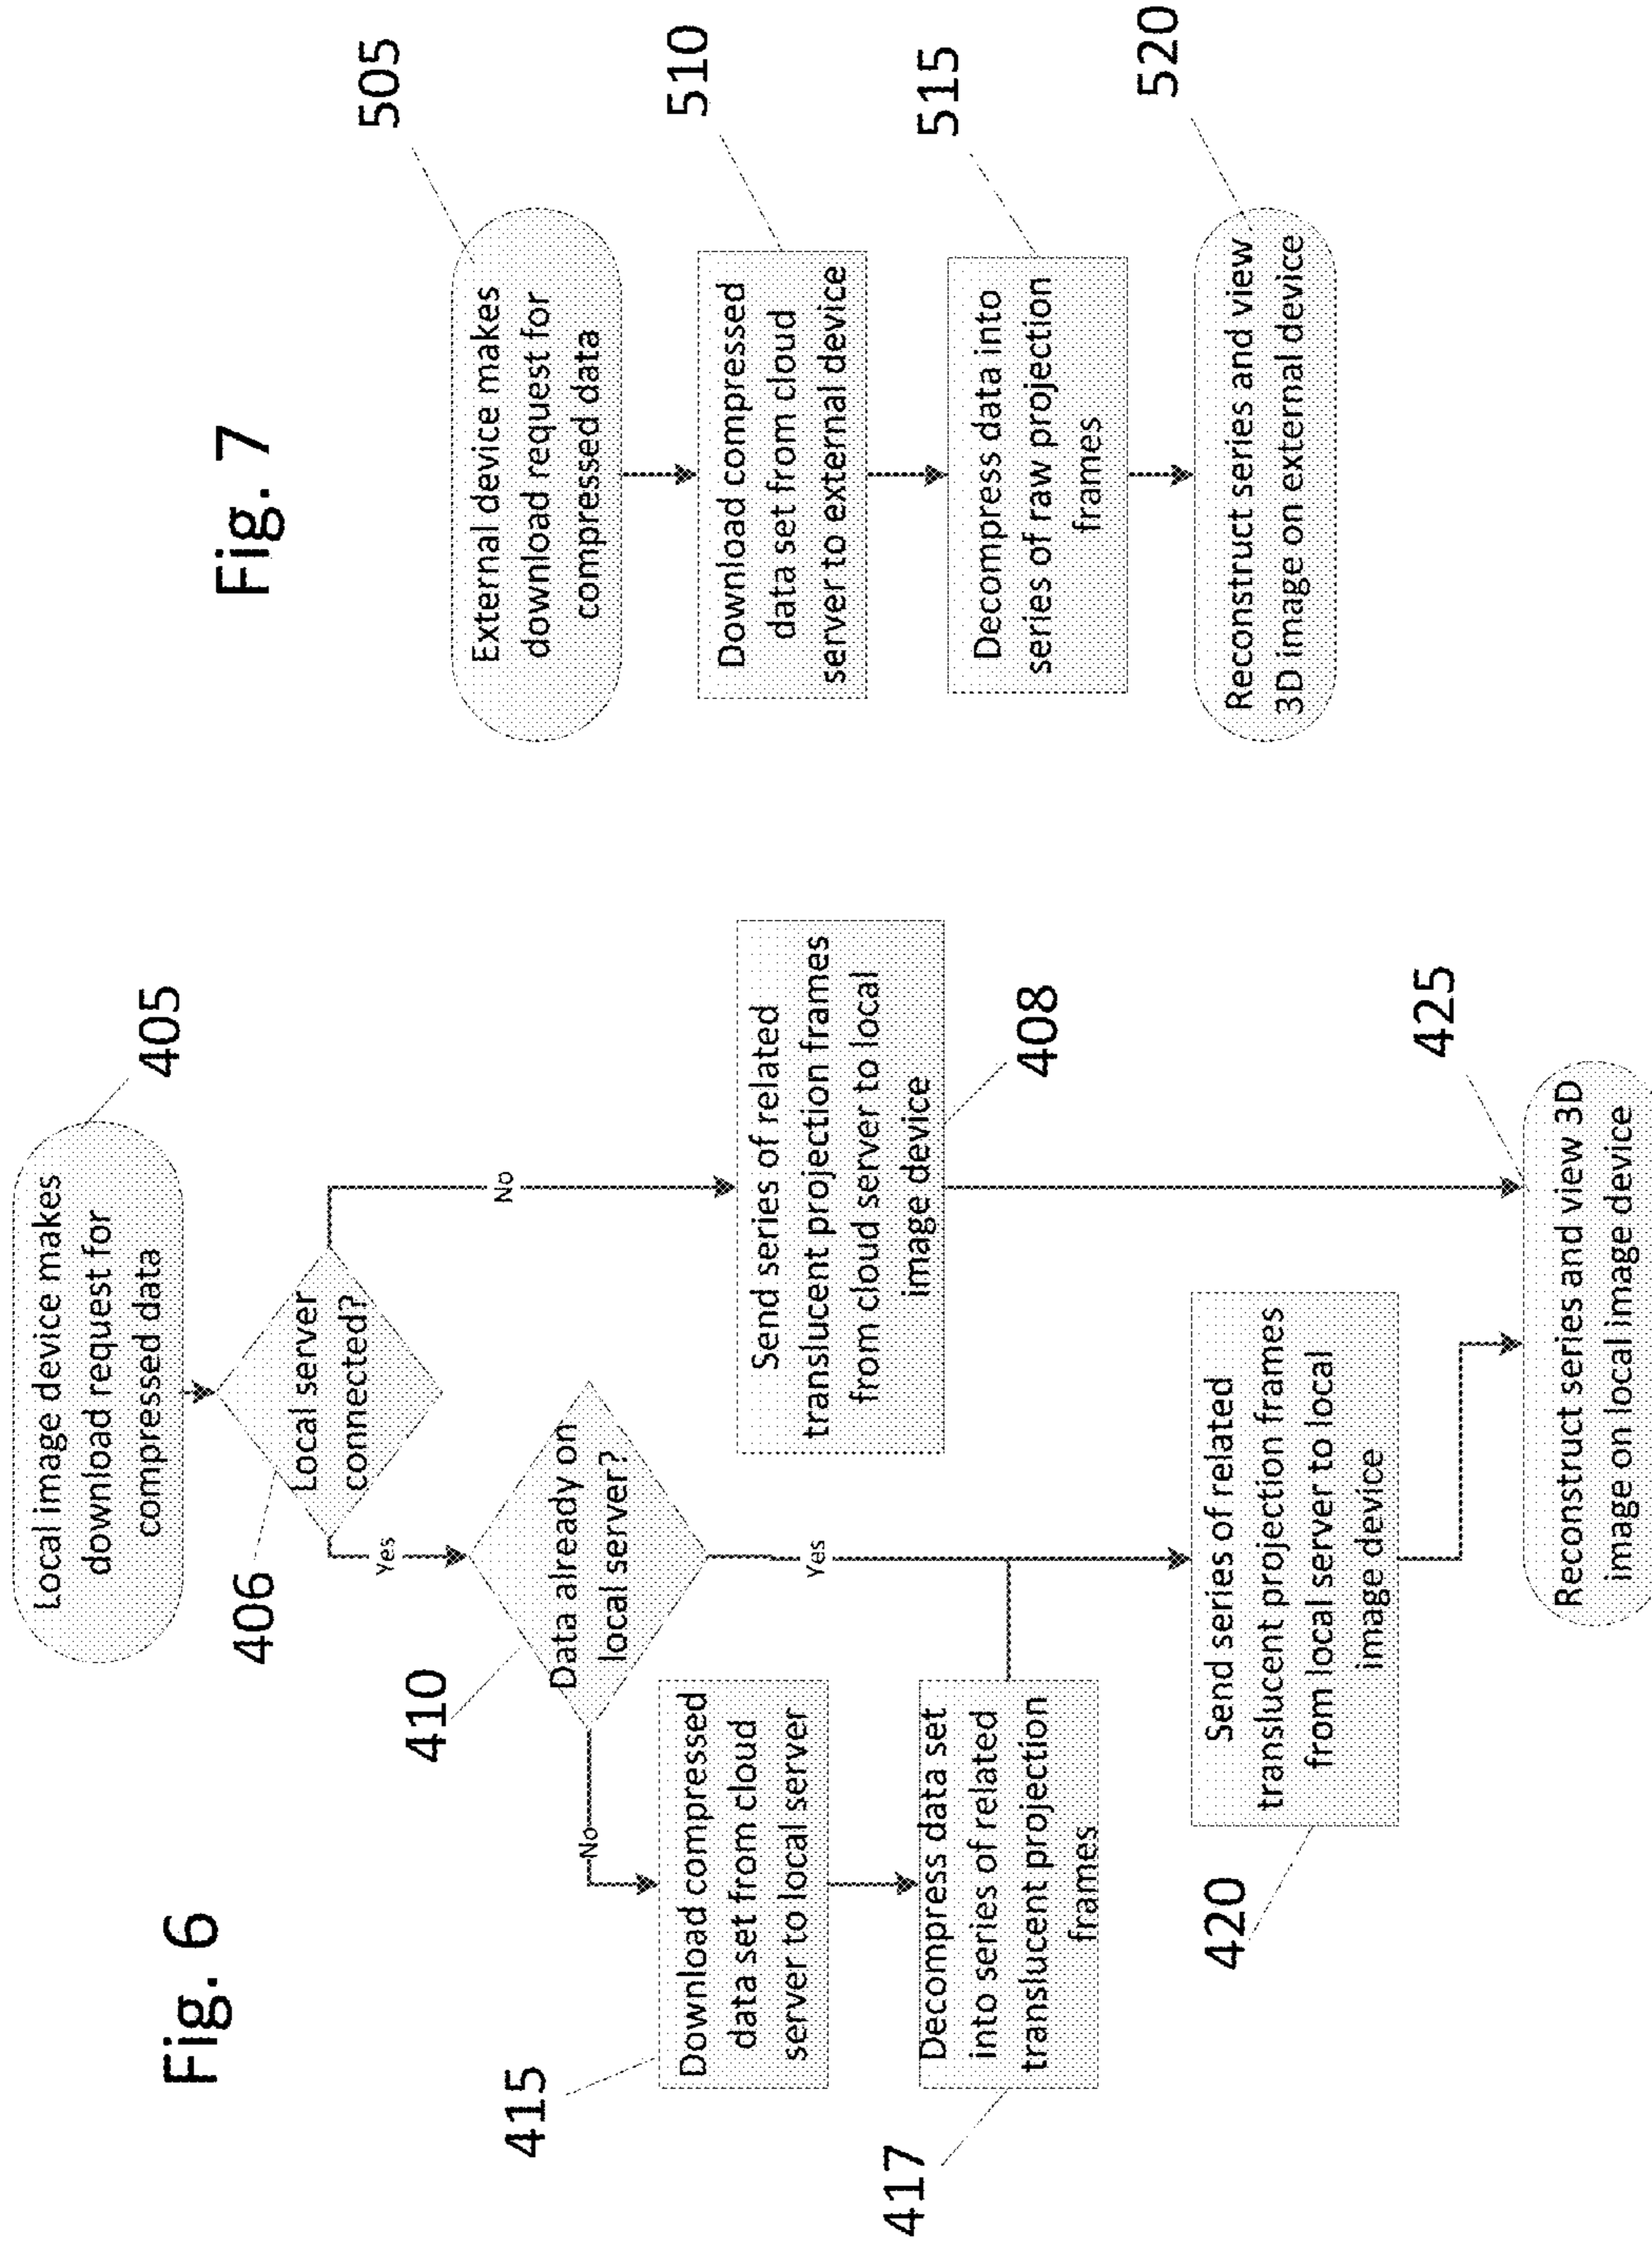 Fig. 6
Local image device makes
download request for
compressed data
405
Local server
connected?
406
Yes
No
Data already on
local server?
410
No
Yes
Download compressed
data set from cloud
server to local server
415
Decompress data set
into series of related
translucent projection
frames
417
Send series of related
translucent projection frames
from cloud server to local
image device
408
Send series of related
translucent projection frames
from local server to local
image device
420
Reconstruct series and view 3D
image on local image device
425
Fig. 7
External device makes
download request for
compressed data
505
Download compressed
data set from cloud
server to external device
510
Decompress data into
series of raw projection
frames
515
Reconstruct series and view
3D image on external device
520